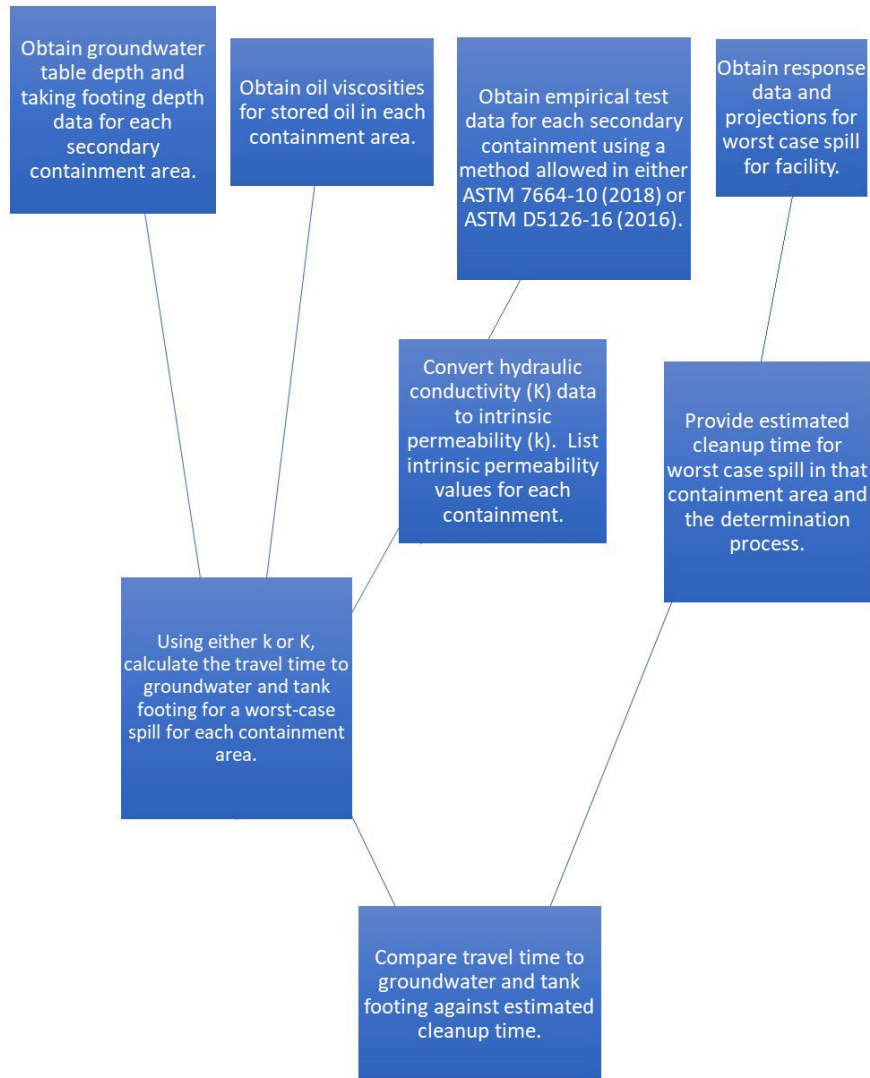 Obtain groundwater
table depth and
taking footing depth
data for each
secondary
containment area.
Obtain oil viscosities
for stored oil in each
containment area.
Obtain empirical test
data for each secondary
containment using a
method allowed in either
ASTM 7664-10 (2018) or
ASTM D5126-16 (2016).
Obtain response
data and
projections for
worst case spill
for facility.
Convert hydraulic
conductivity (K) data
to intrinsic
permeability (k).  List
intrinsic permeability
values for each
containment.
Provide estimated
cleanup time for
worst case spill in that
containment area and
the determination
process.
Using either k or K,
calculate the travel time to
groundwater and tank
footing for a worst-case
spill for each containment
area.
Compare travel time to
groundwater and tank
footing against estimated
cleanup time.